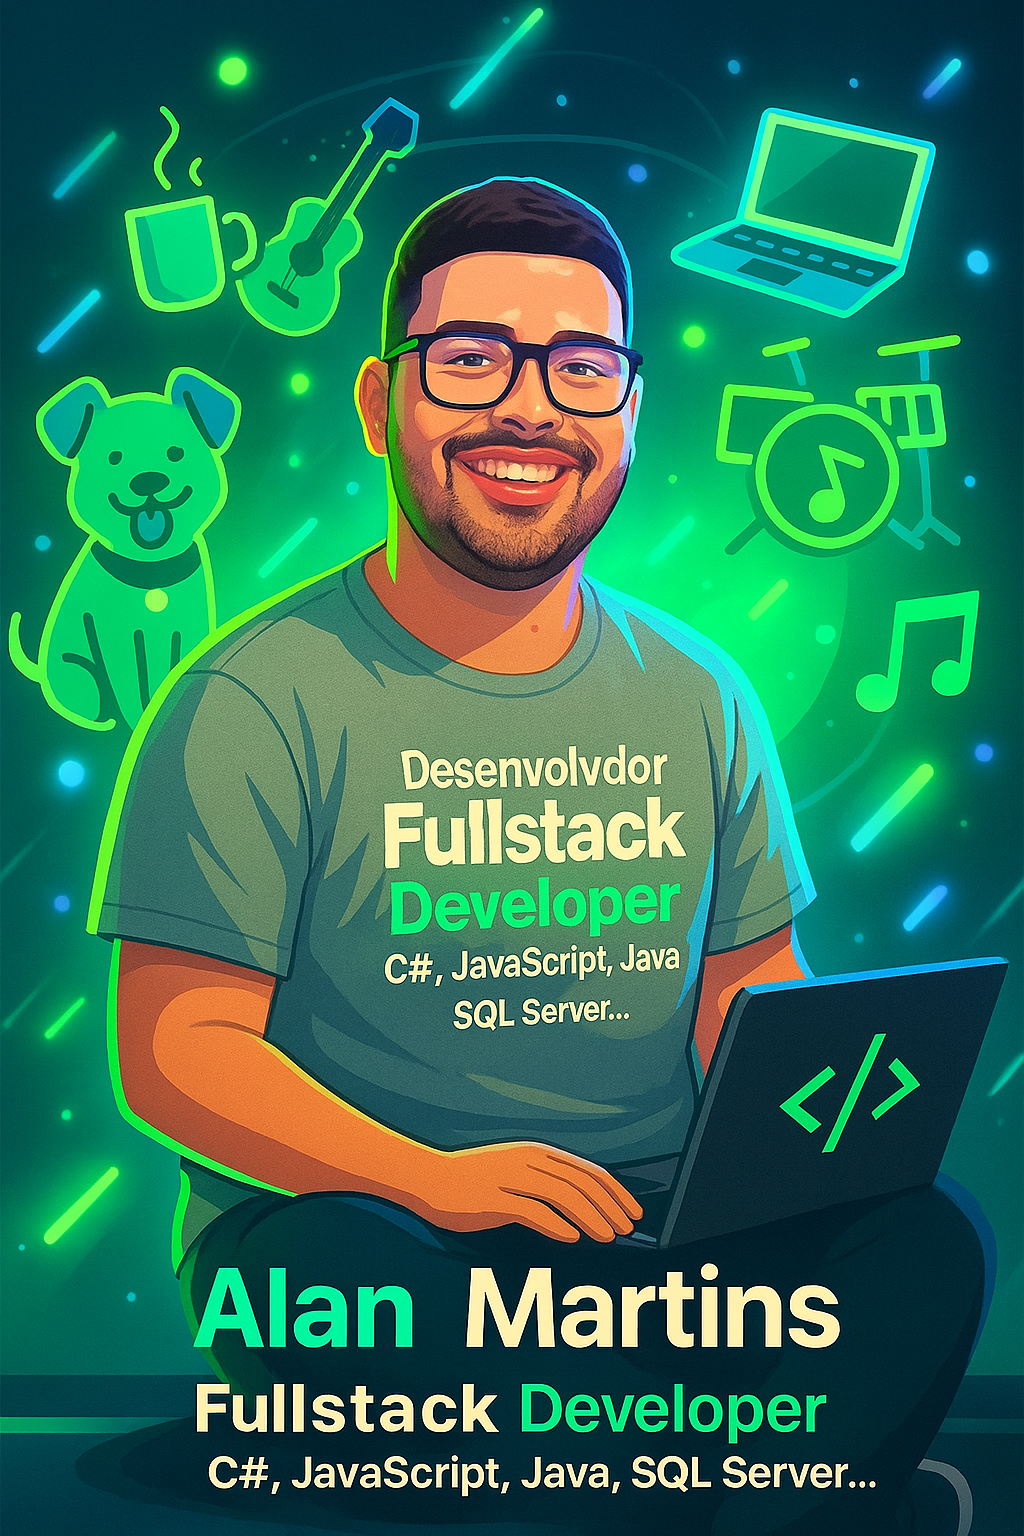 Desenvolvdor
Fullstack
Developer
C#, JavaScript, Java
SQL Server...
</>
Alan Martins
Fullstack Developer
C#, JavaScript, Java, SQL Server...